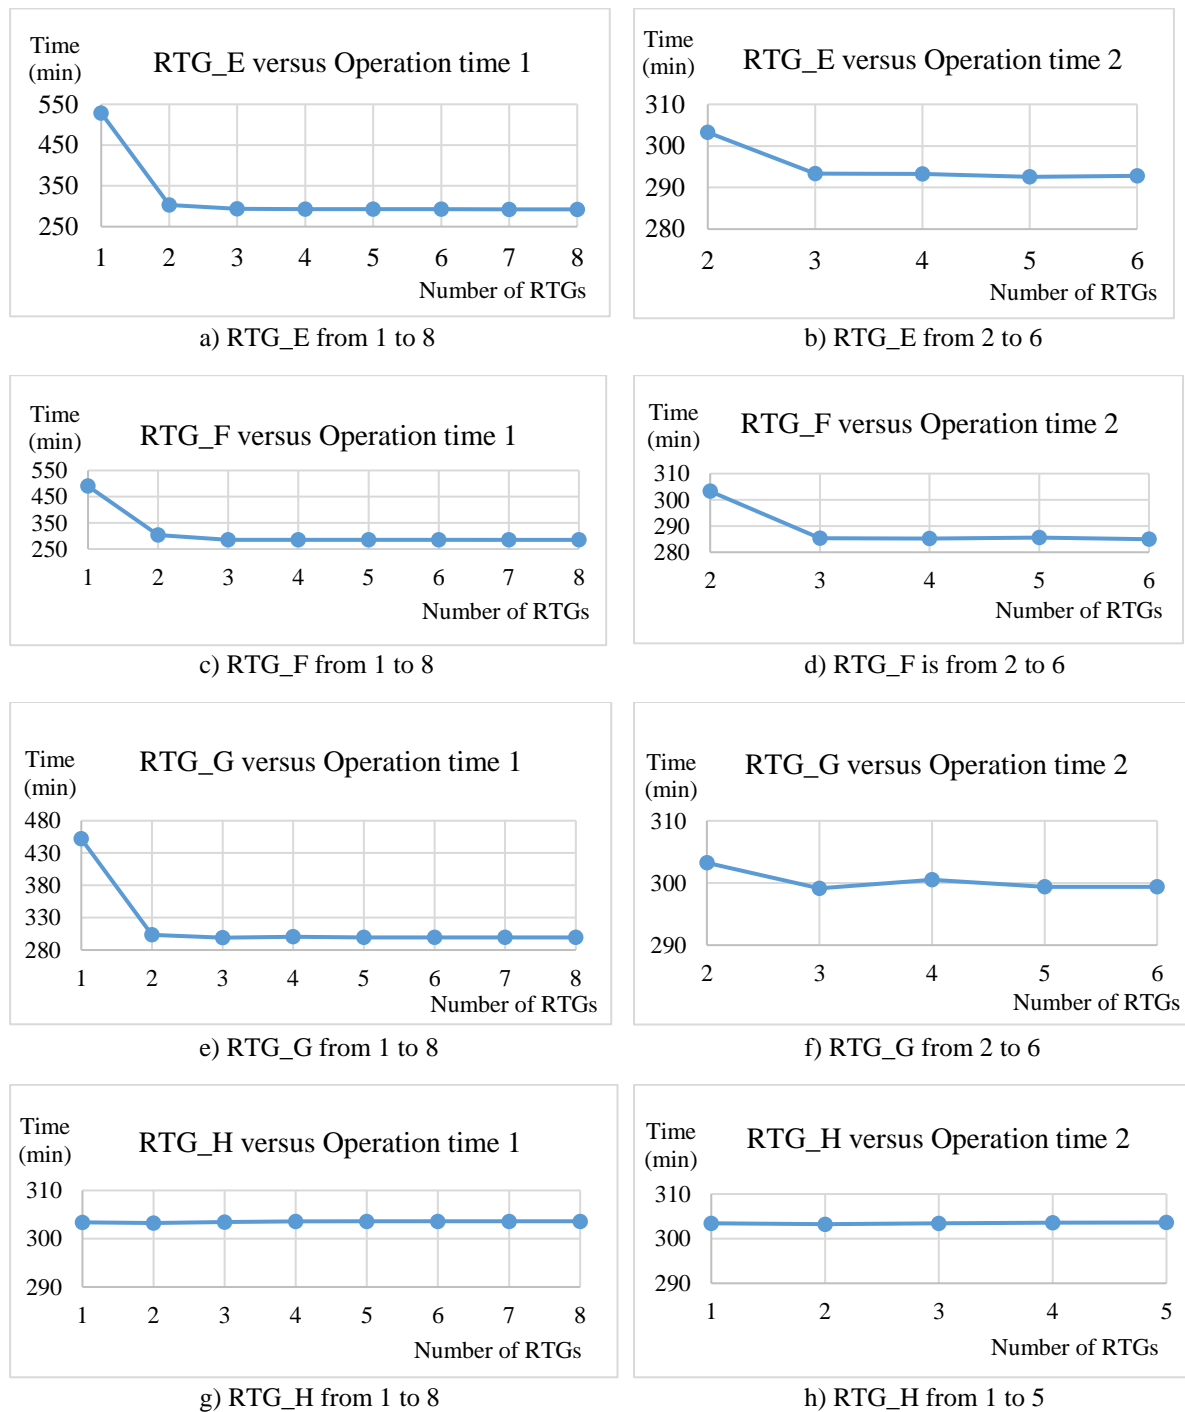 Time
(min)
RTG_E versus Operation time 1
550
450
350
250
1 2 3 4 5 6 7 8
Number of RTGs
a) RTG_E from 1 to 8
Time
(min)
RTG_E versus Operation time 2
310
300
290
280
2 3 4 5 6
Number of RTGs
b) RTG_E from 2 to 6
Time
(min)
RTG_F versus Operation time 1
550
450
350
250
1 2 3 4 5 6 7 8
Number of RTGs
c) RTG_F from 1 to 8
Time
(min)
RTG_F versus Operation time 2
310
300
290
280
2 3 4 5 6
Number of RTGs
d) RTG_F is from 2 to 6
Time
(min)
RTG_G versus Operation time 1
480
430
380
330
280
1 2 3 4 5 6 7 8
Number of RTGs
e) RTG_G from 1 to 8
Time
(min)
RTG_G versus Operation time 2
310
300
290
2 3 4 5 6
Number of RTGs
f) RTG_G from 2 to 6
Time
(min)
RTG_H versus Operation time 1
310
300
290
1 2 3 4 5 6 7 8
Number of RTGs
g) RTG_H from 1 to 8
Time
(min)
RTG_H versus Operation time 2
310
300
290
1 2 3 4 5
Number of RTGs
h) RTG_H from 1 to 5